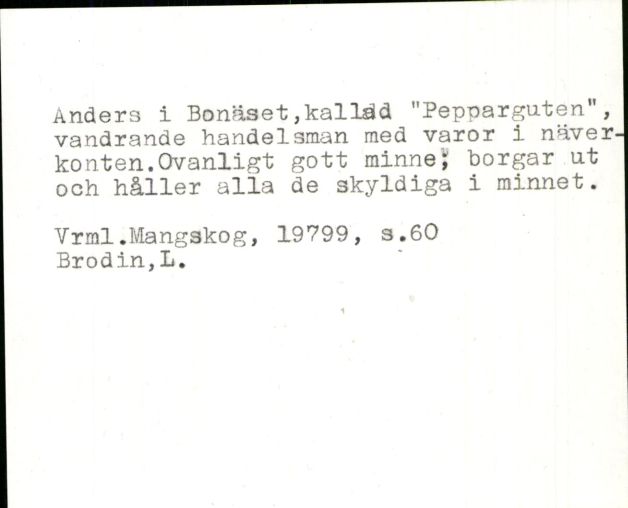 Anders i Bonäset,kallad "Pepparguten",
vandrande handelsman med varor i näver-
konten.Ovanligt gott minne; borgar ut
och håller alla de skyldiga i minnet.
Vrml.Mangskog, 19799, s.60
Brodin,L.